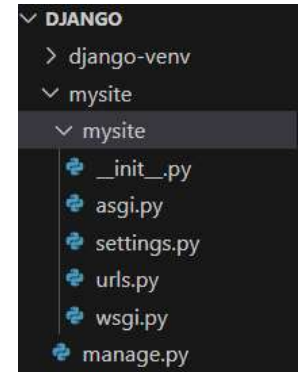 DJANGO
django-venv
mysite
mysite
__init__.py
asgi.py
settings.py
urls.py
wsgi.py
manage.py